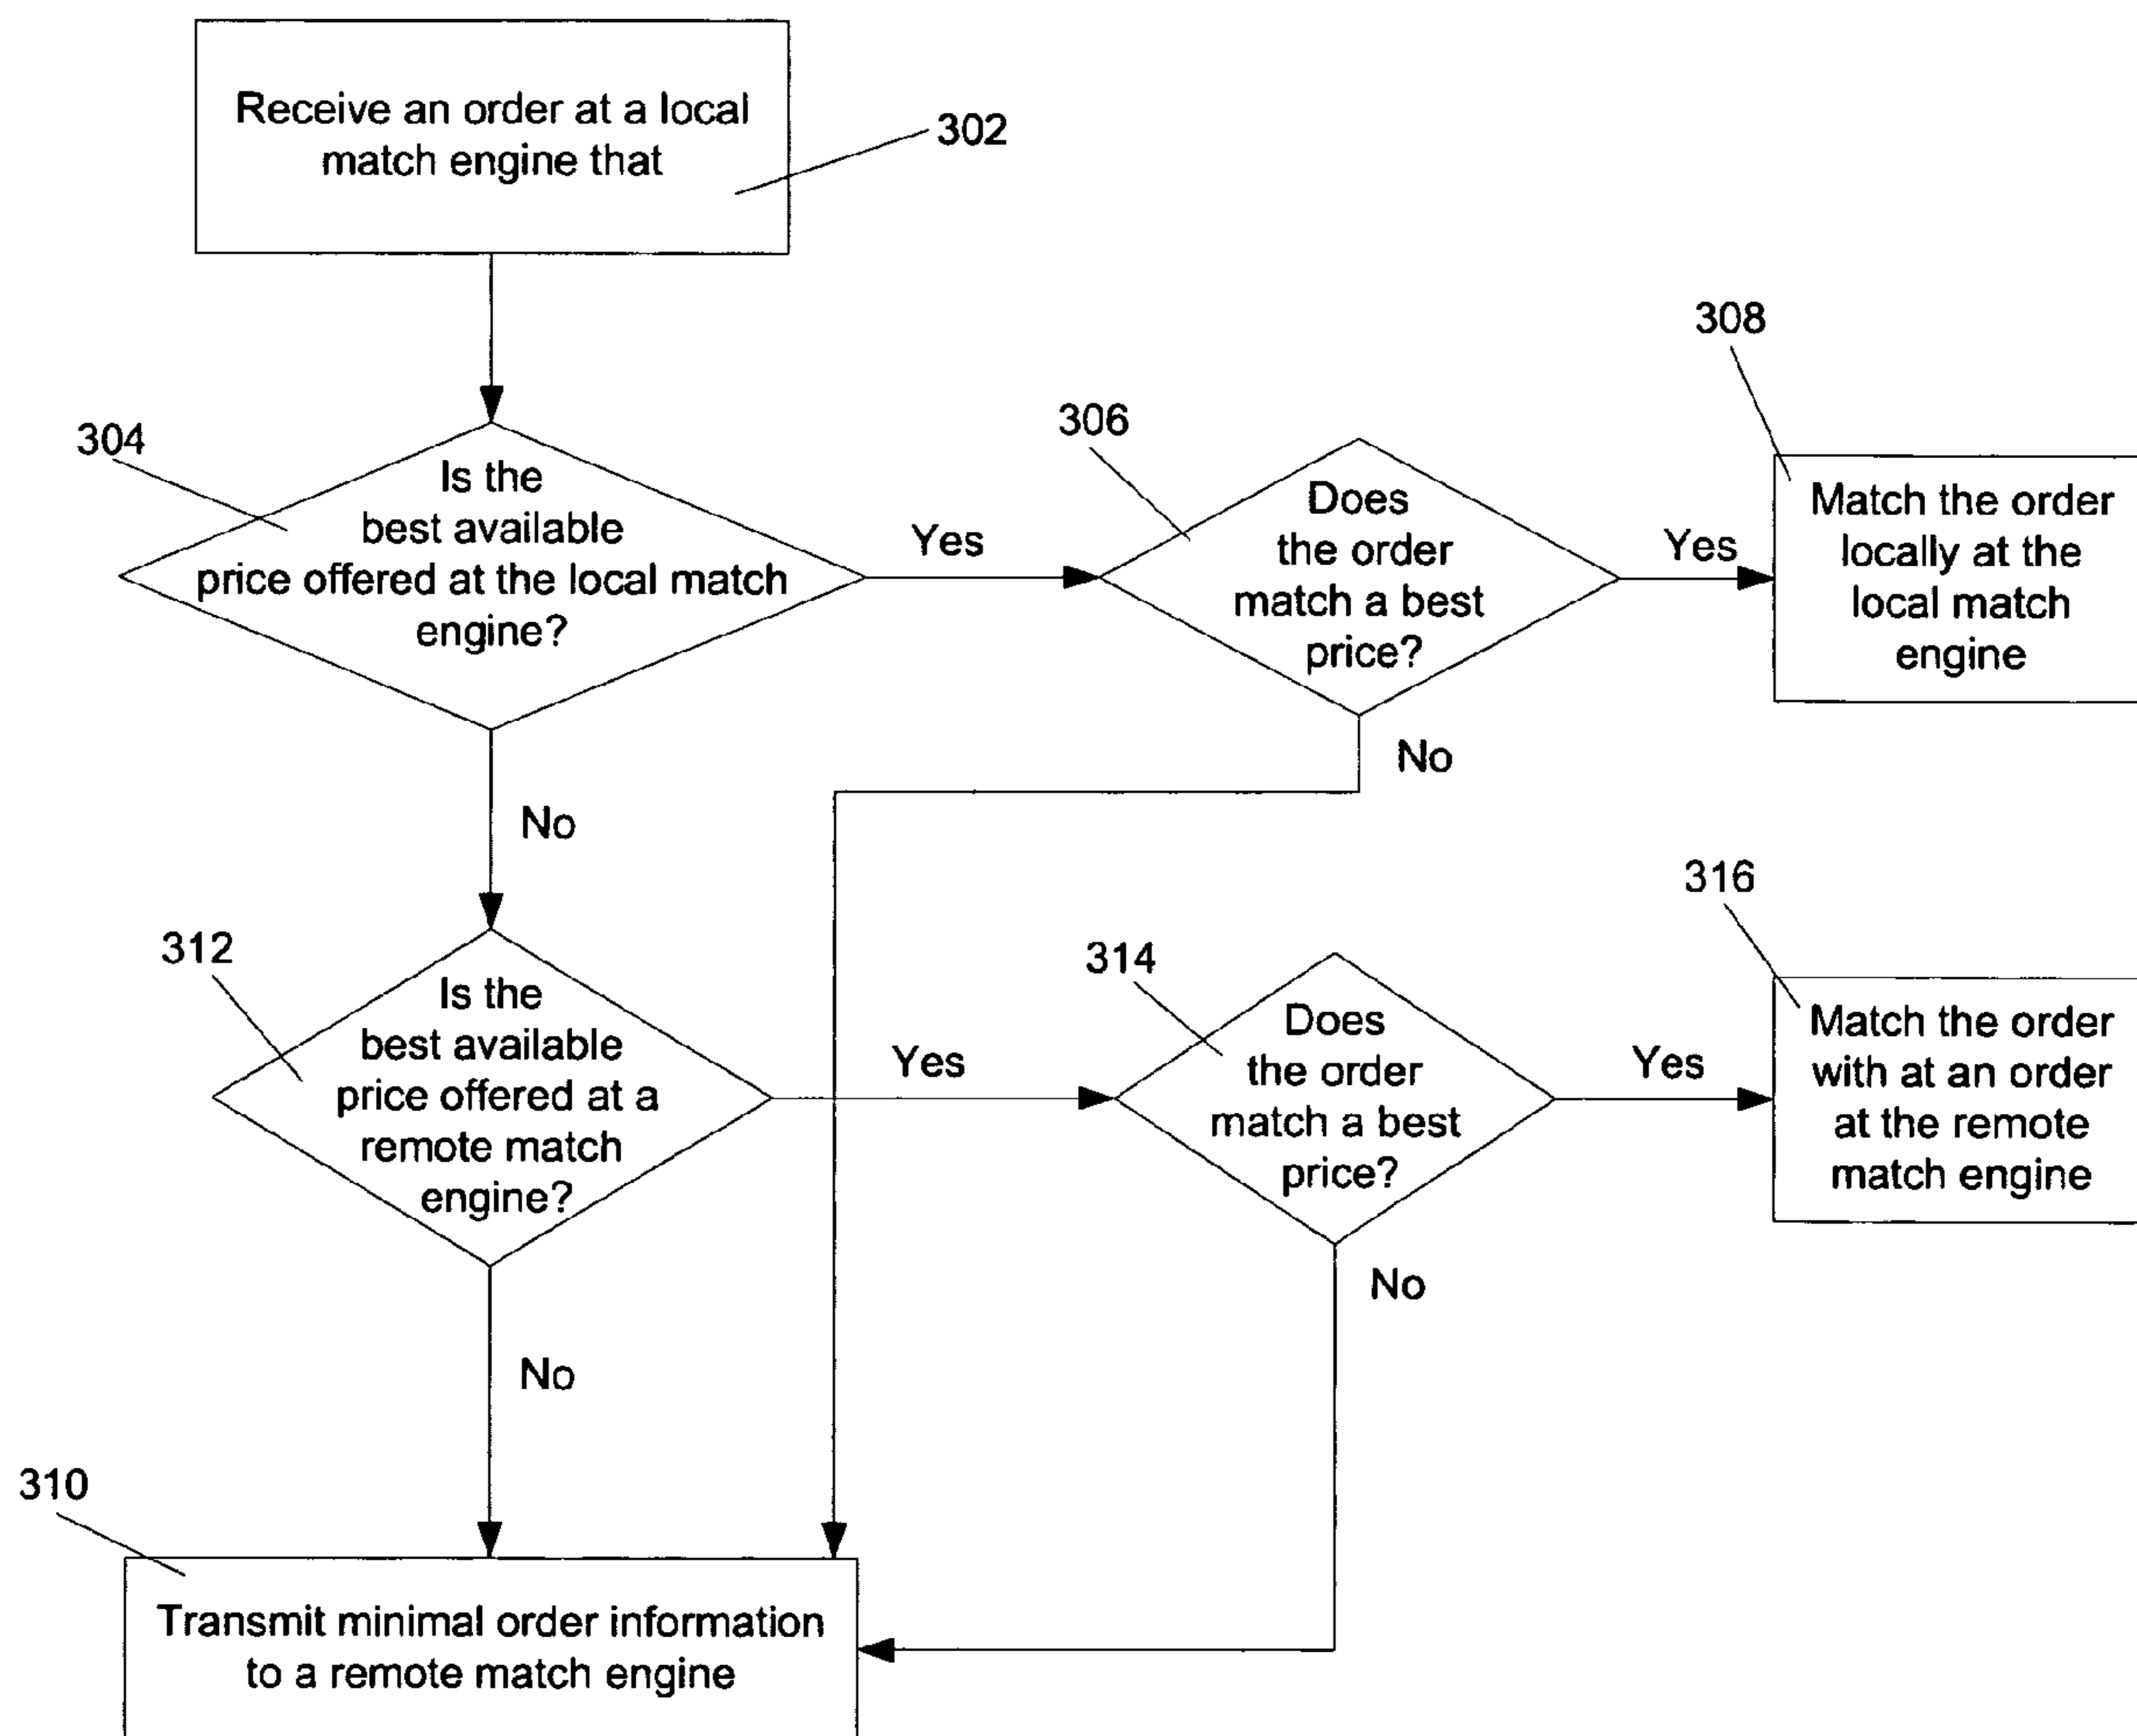 Receive an order at a local
match engine that
302
304
Is the
best available
price offered at the local match
engine?
Yes
306
Does
the order
match a best
price?
Yes
308
Match the order
locally at the
local match
engine
No
No
312
Is the
best available
price offered at a
remote match
engine?
Yes
314
Does
the order
match a best
price?
Yes
316
Match the order
with at an order
at the remote
match engine
No
No
310
Transmit minimal order information
to a remote match engine